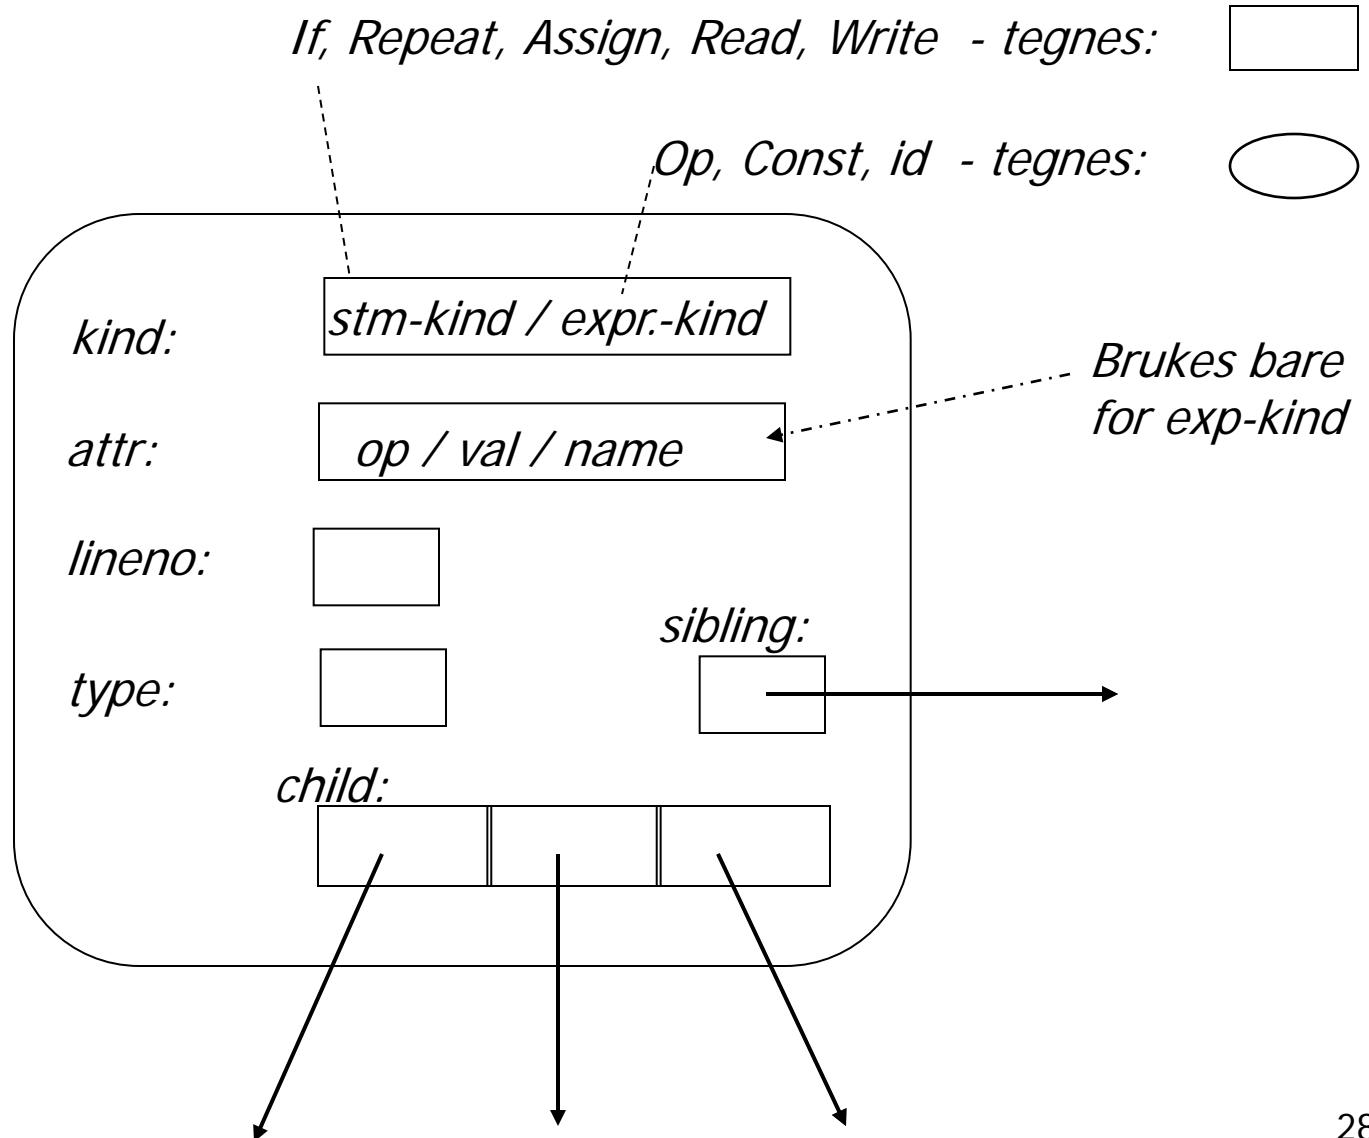 If, Repeat, Assign, Read, Write - tegnes:
Op, Const, id - tegnes:
kind:
stm-kind / expr.-kind
Brukes bare
for exp-kind
attr:
op / val / name
lineno:
sibling:
type:
child:
28